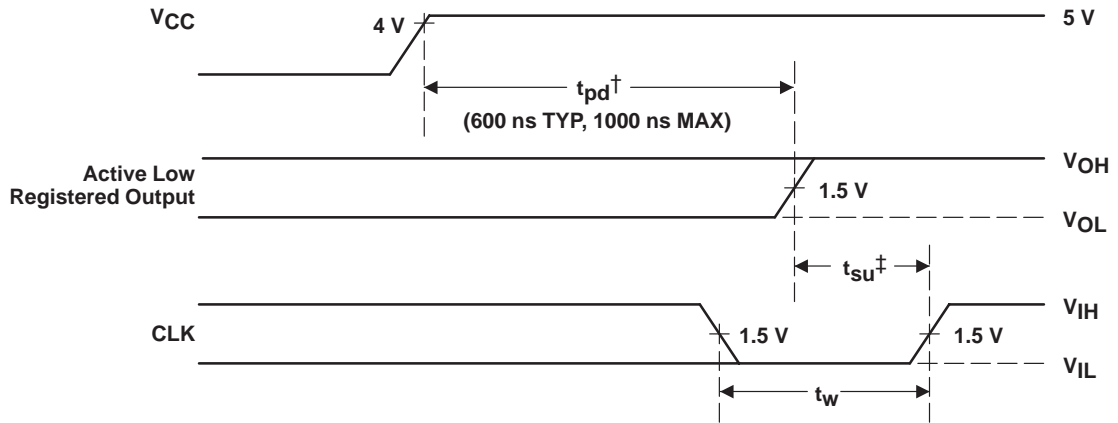 VCC
4 V
5 V
tpd†
(600 ns TYP, 1000 ns MAX)
Active Low
Registered Output
VOH
1.5 V
VOL
tsu‡
CLK
1.5 V
1.5 V
VIH
VIL
tw